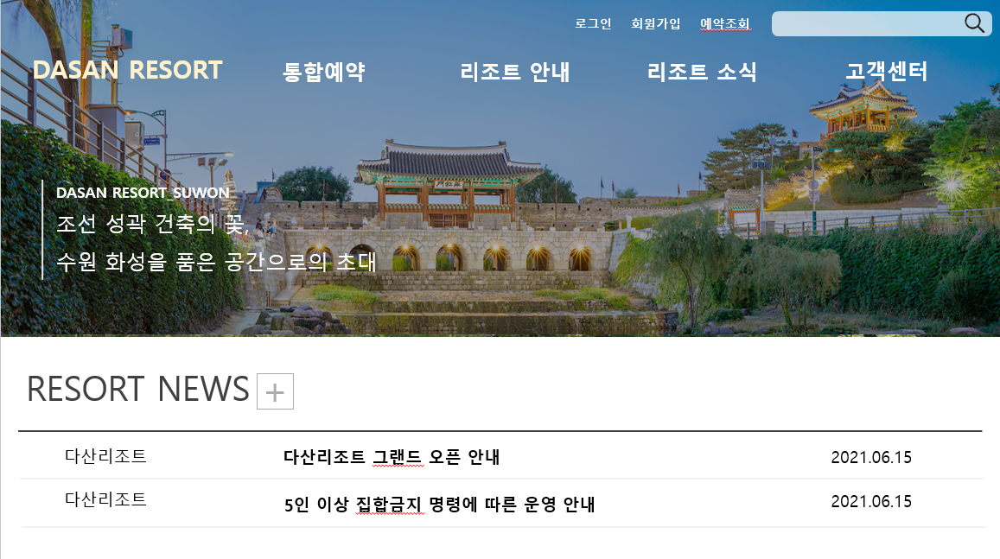 로그인 회원가입 예약조회
DASAN RESORT 통합예약 리조트 안내 리조트 소식 고객센터
DASAN RESORT_SUWON
조선 성곽 건축의 꽃,
수원 화성을 품은 공간으로의 초대
RESORT NEWS +
다산리조트 다산리조트 그랜드 오픈 안내 2021.06.15
다산리조트 5인 이상 집합금지 명령에 따른 운영 안내 2021.06.15